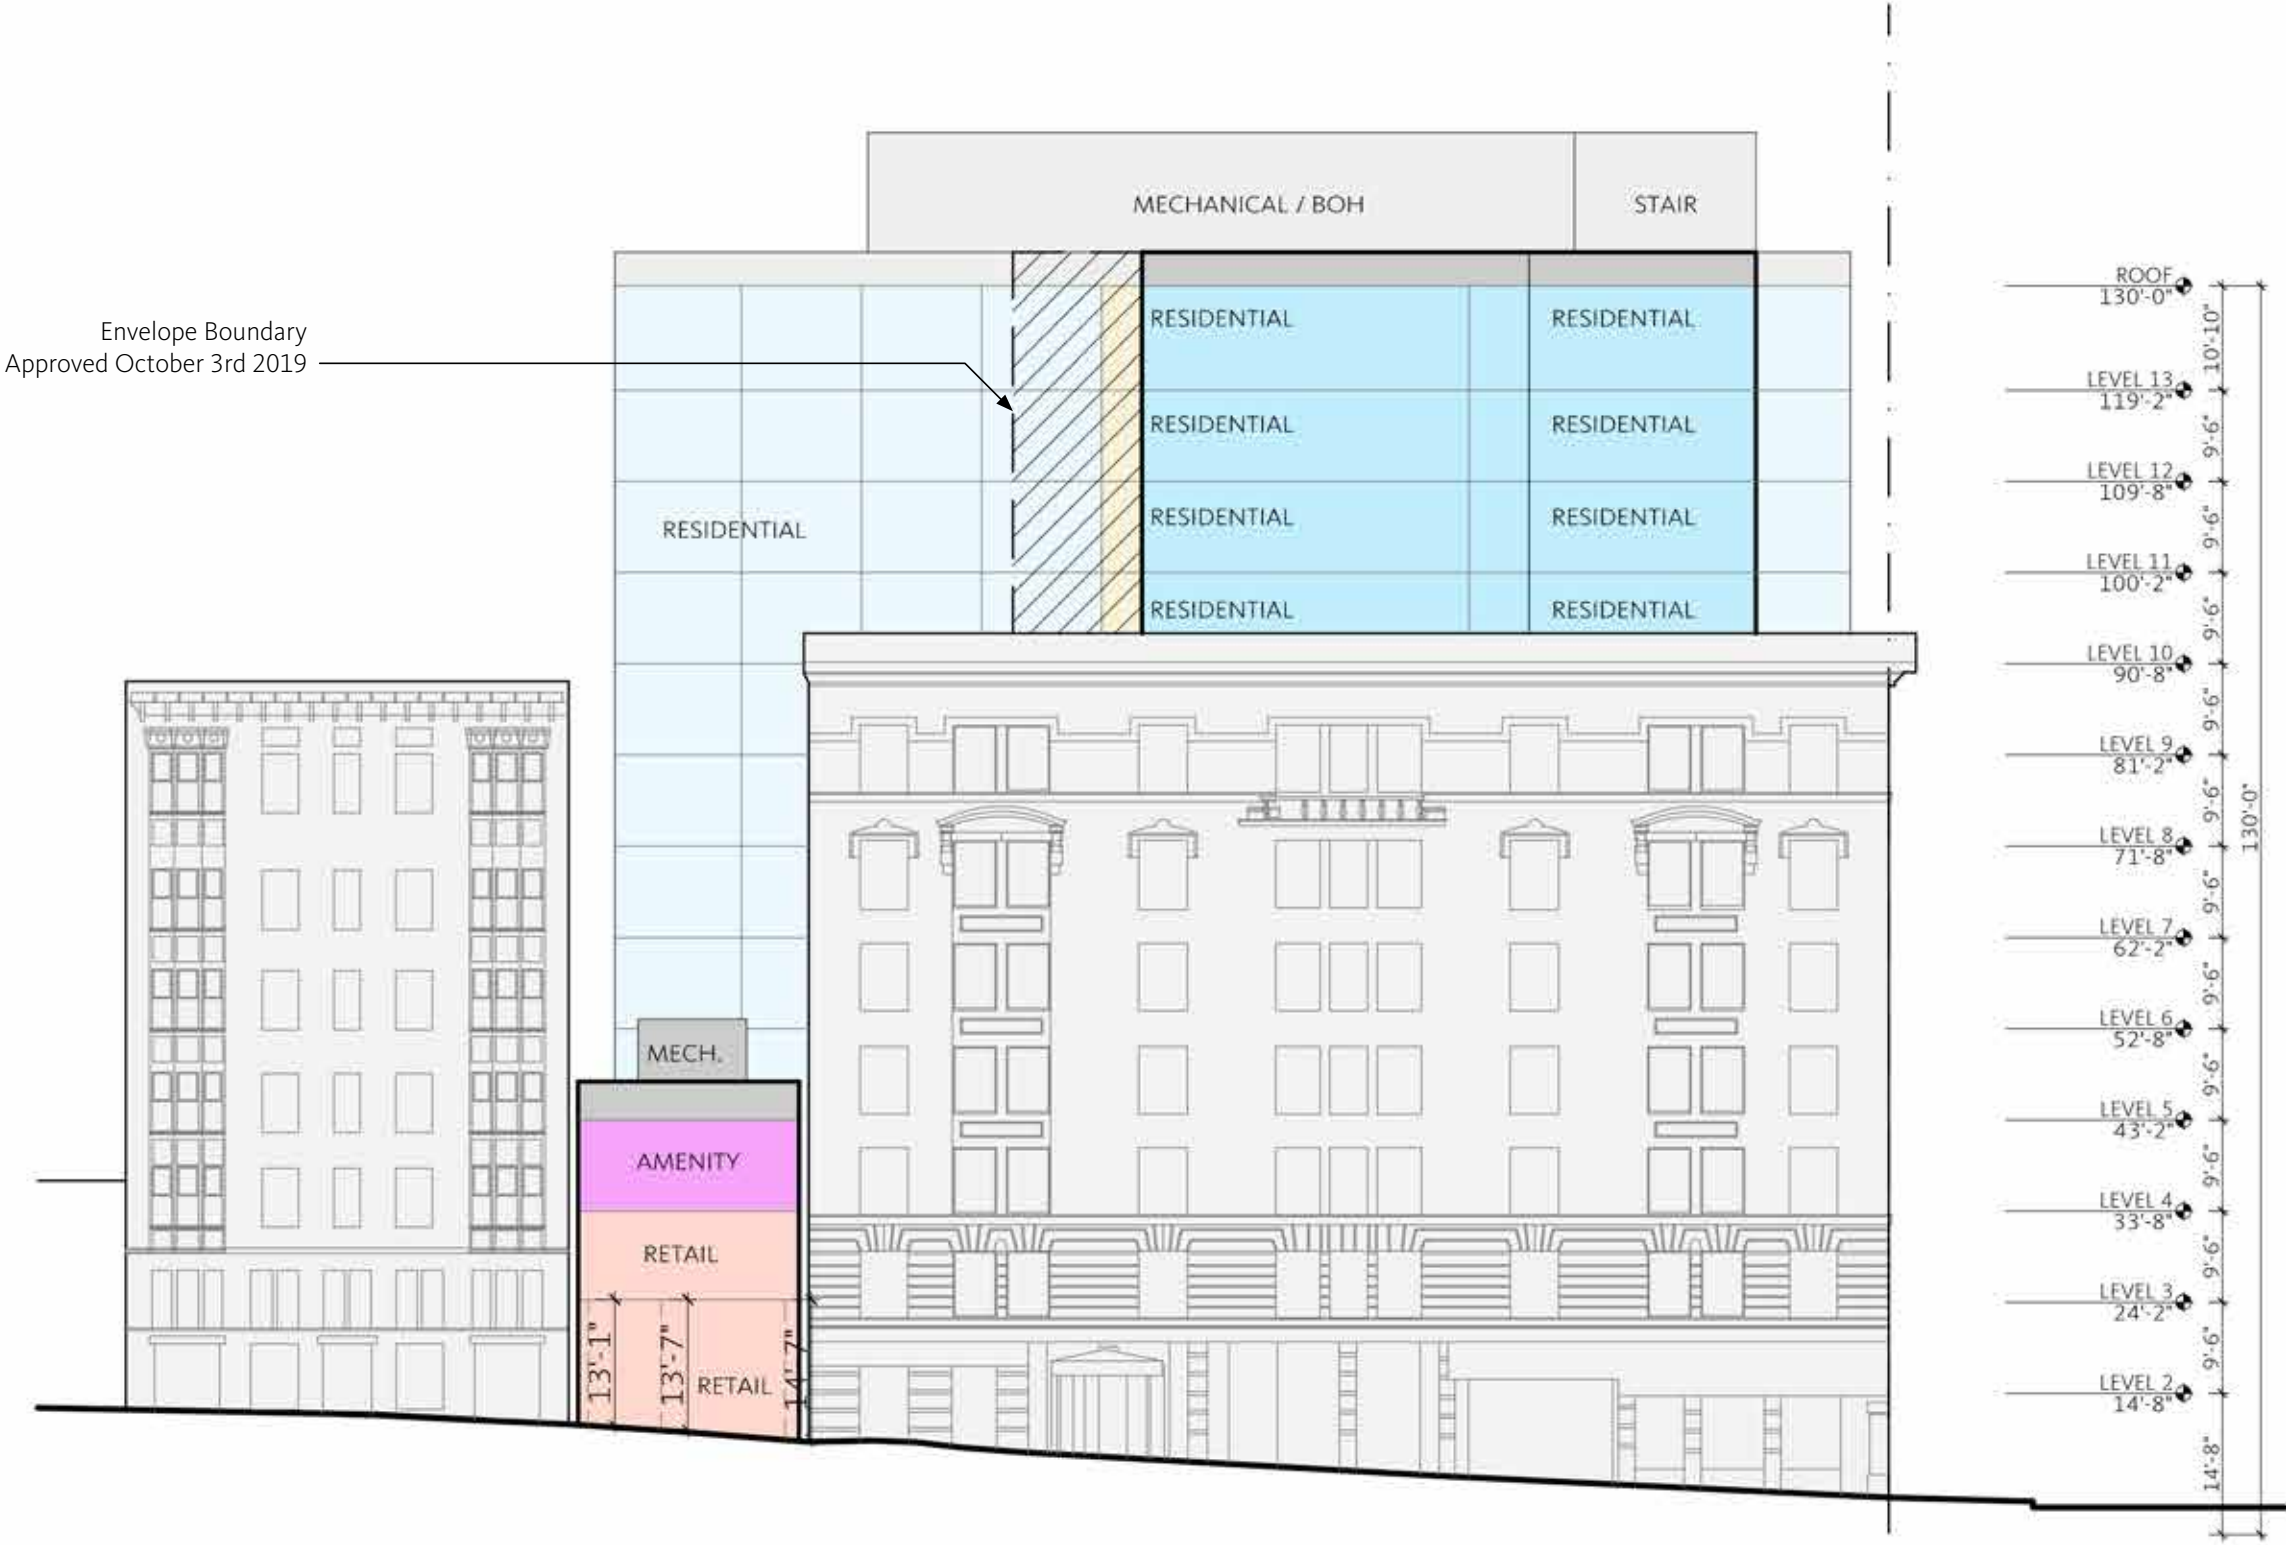 MECHANICAL / BOH
STAIR
Envelope Boundary
Approved October 3rd 2019
RESIDENTIAL
RESIDENTIAL
RESIDENTIAL
RESIDENTIAL
RESIDENTIAL
RESIDENTIAL
RESIDENTIAL
RESIDENTIAL
RESIDENTIAL
MECH.
AMENITY
RETAIL
RETAIL
13'-1"
13'-7"
14'-7"
ROOF
130'-0"
10'-10"
LEVEL 13
119'-2"
9'-6"
LEVEL 12
109'-8"
9'-6"
LEVEL 11
100'-2"
9'-6"
LEVEL 10
90'-8"
9'-6"
LEVEL 9
81'-2"
9'-6"
LEVEL 8
71'-8"
9'-6"
LEVEL 7
62'-2"
9'-6"
LEVEL 6
52'-8"
9'-6"
LEVEL 5
43'-2"
9'-6"
LEVEL 4
33'-8"
9'-6"
LEVEL 3
24'-2"
9'-6"
LEVEL 2
14'-8"
14'-8"
130'-0"